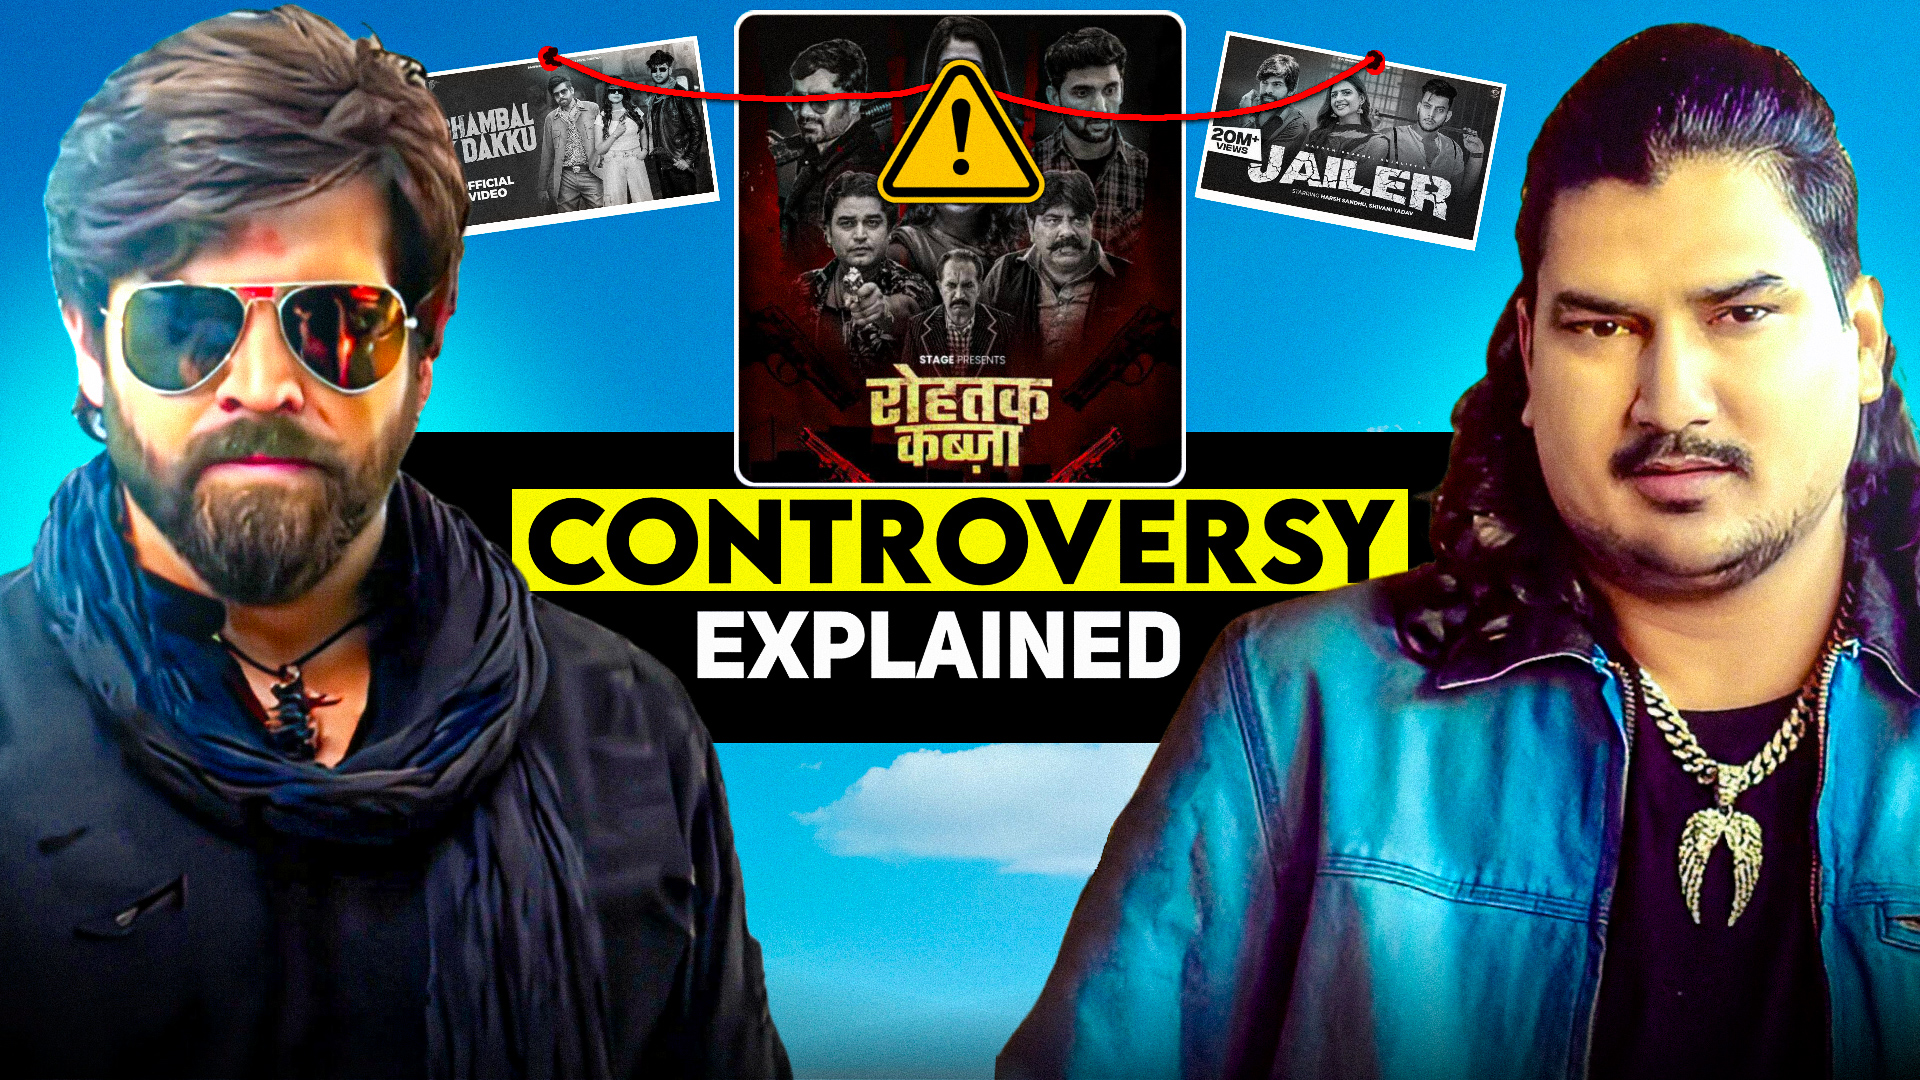 CHAMBAL
DAKKU
OFFICIAL
VIDEO
STAGE PRESENTS
रोहतक
कब्ज़ा
20M+
VIEWS
JAILER
STARRING HARSH SANDHU, SHIVANI YADAV
CONTROVERSY
EXPLAINED